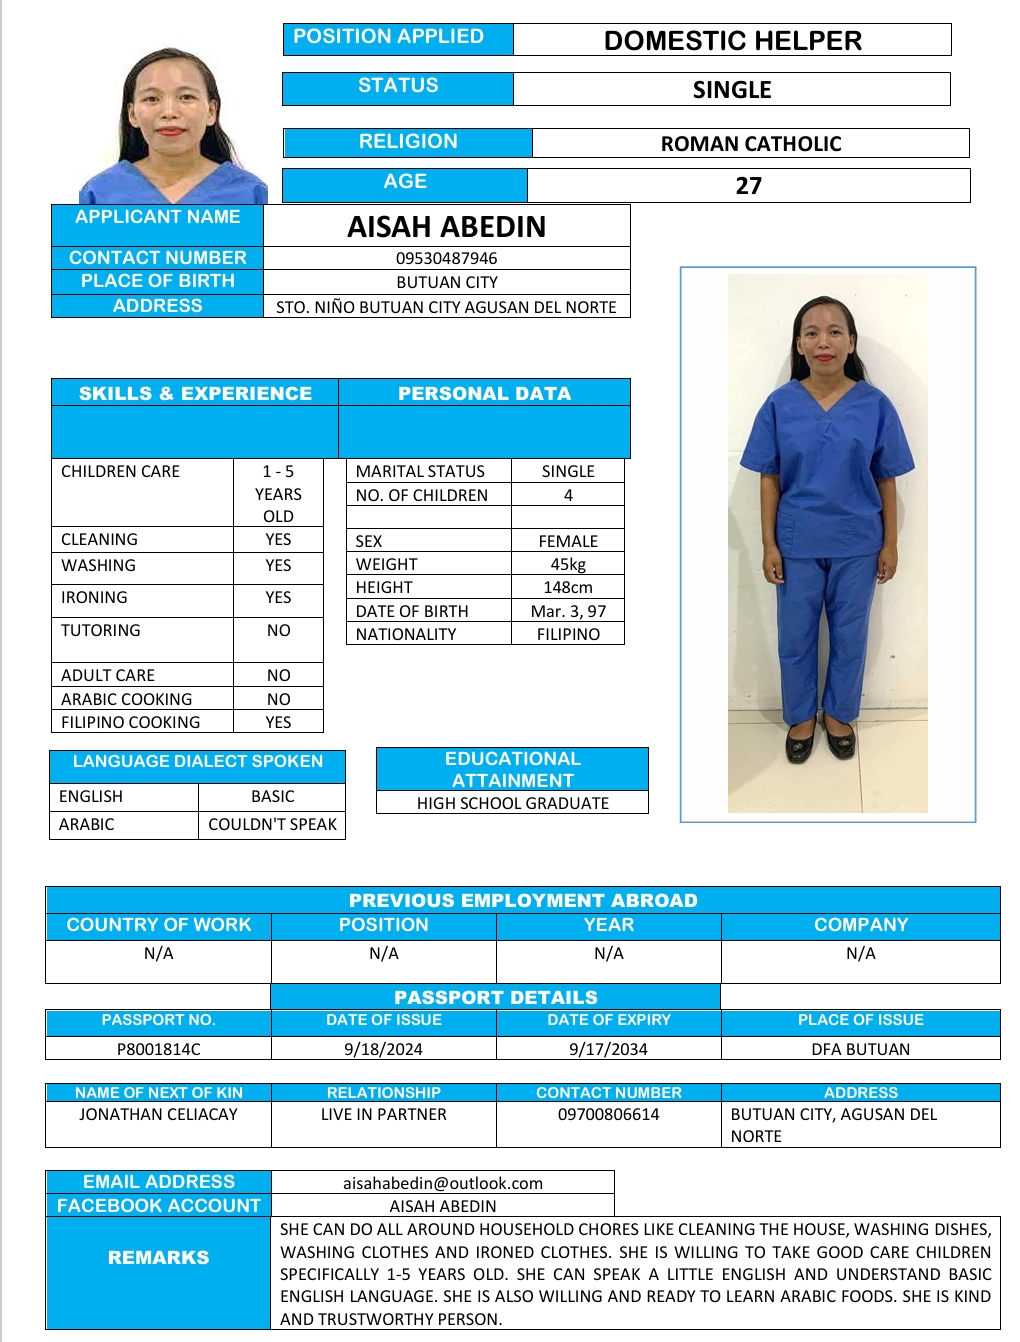 POSITION APPLIED DOMESTIC HELPER
STATUS SINGLE
RELIGION ROMAN CATHOLIC
AGE 27
APPLICANT NAME AISAH ABEDIN
CONTACT NUMBER 09530487946
PLACE OF BIRTH BUTUAN CITY
ADDRESS STO. NIÑO BUTUAN CITY AGUSAN DEL NORTE
SKILLS & EXPERIENCE
CHILDREN CARE 1 - 5
YEARS
OLD
CLEANING YES
WASHING YES
IRONING YES
TUTORING NO
ADULT CARE NO
ARABIC COOKING NO
FILIPINO COOKING YES
PERSONAL DATA
MARITAL STATUS SINGLE
NO. OF CHILDREN 4
SEX FEMALE
WEIGHT 45kg
HEIGHT 148cm
DATE OF BIRTH Mar. 3, 97
NATIONALITY FILIPINO
LANGUAGE DIALECT SPOKEN
ENGLISH BASIC
ARABIC COULDN'T SPEAK
EDUCATIONAL
ATTAINMENT
HIGH SCHOOL GRADUATE
PREVIOUS EMPLOYMENT ABROAD
COUNTRY OF WORK POSITION YEAR COMPANY
N/A N/A N/A N/A
PASSPORT DETAILS
PASSPORT NO. DATE OF ISSUE DATE OF EXPIRY PLACE OF ISSUE
P8001814C 9/18/2024 9/17/2034 DFA BUTUAN
NAME OF NEXT OF KIN RELATIONSHIP CONTACT NUMBER ADDRESS
JONATHAN CELIACAY LIVE IN PARTNER 09700806614 BUTUAN CITY, AGUSAN DEL
NORTE
EMAIL ADDRESS aisahabedin@outlook.com
FACEBOOK ACCOUNT AISAH ABEDIN
REMARKS
SHE CAN DO ALL AROUND HOUSEHOLD CHORES LIKE CLEANING THE HOUSE, WASHING DISHES,
WASHING CLOTHES AND IRONED CLOTHES. SHE IS WILLING TO TAKE GOOD CARE CHILDREN
SPECIFICALLY 1-5 YEARS OLD. SHE CAN SPEAK A LITTLE ENGLISH AND UNDERSTAND BASIC
ENGLISH LANGUAGE. SHE IS ALSO WILLING AND READY TO LEARN ARABIC FOODS. SHE IS KIND
AND TRUSTWORTHY PERSON.